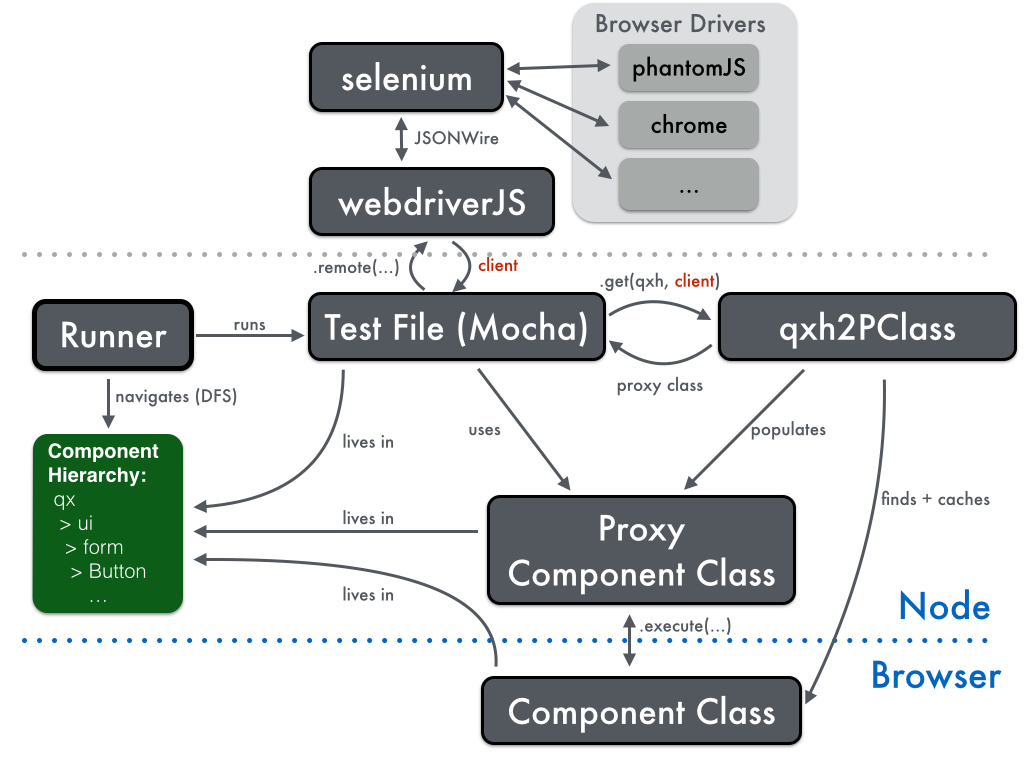 Browser Drivers
selenium
phantomJS
chrome
...
JSONWire
webdriverJS
.remote(...)
client
.get(qxh, client)
Runner
runs
Test File (Mocha)
qxh2PClass
proxy class
navigates (DFS)
lives in
uses
populates
Component
Hierarchy:
qx
> ui
> form
> Button
...
finds + caches
lives in
Proxy
Component Class
lives in
Node
.execute(...)
Browser
Component Class